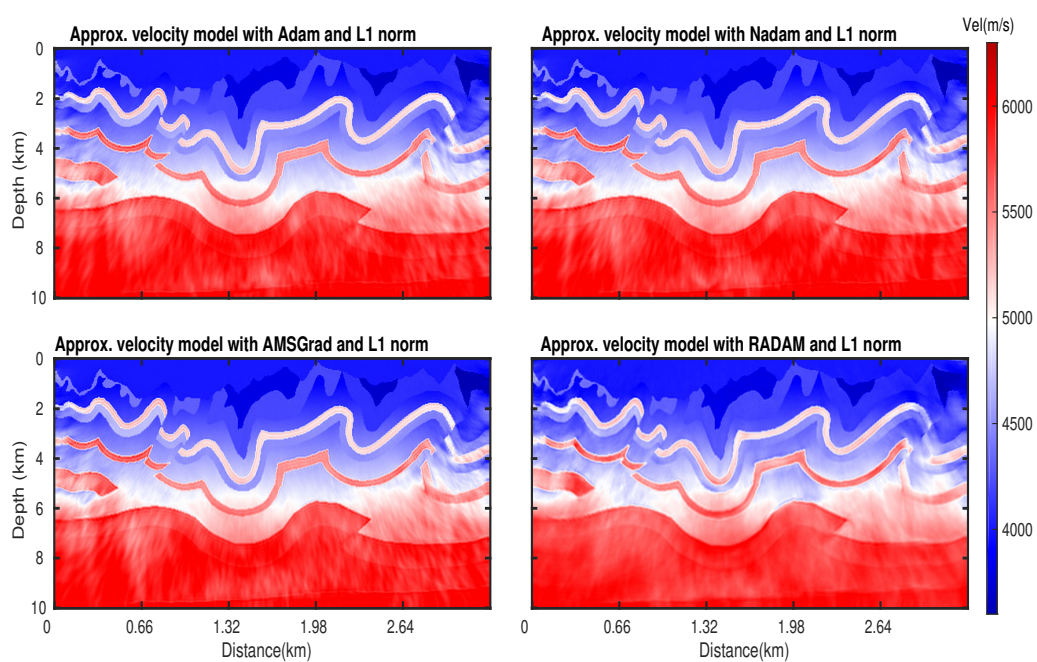 Approx. velocity model with Adam and L1 norm
Approx. velocity model with Nadam and L1 norm
Vel(m/s)
0
2
4
6
8
10
Depth (km)
6000
5500
5000
4500
4000
Approx. velocity model with AMSGrad and L1 norm
Approx. velocity model with RADAM and L1 norm
0
2
4
6
8
10
Depth (km)
0 0.66 1.32 1.98 2.64
Distance(km)
0 0.66 1.32 1.98 2.64
Distance(km)